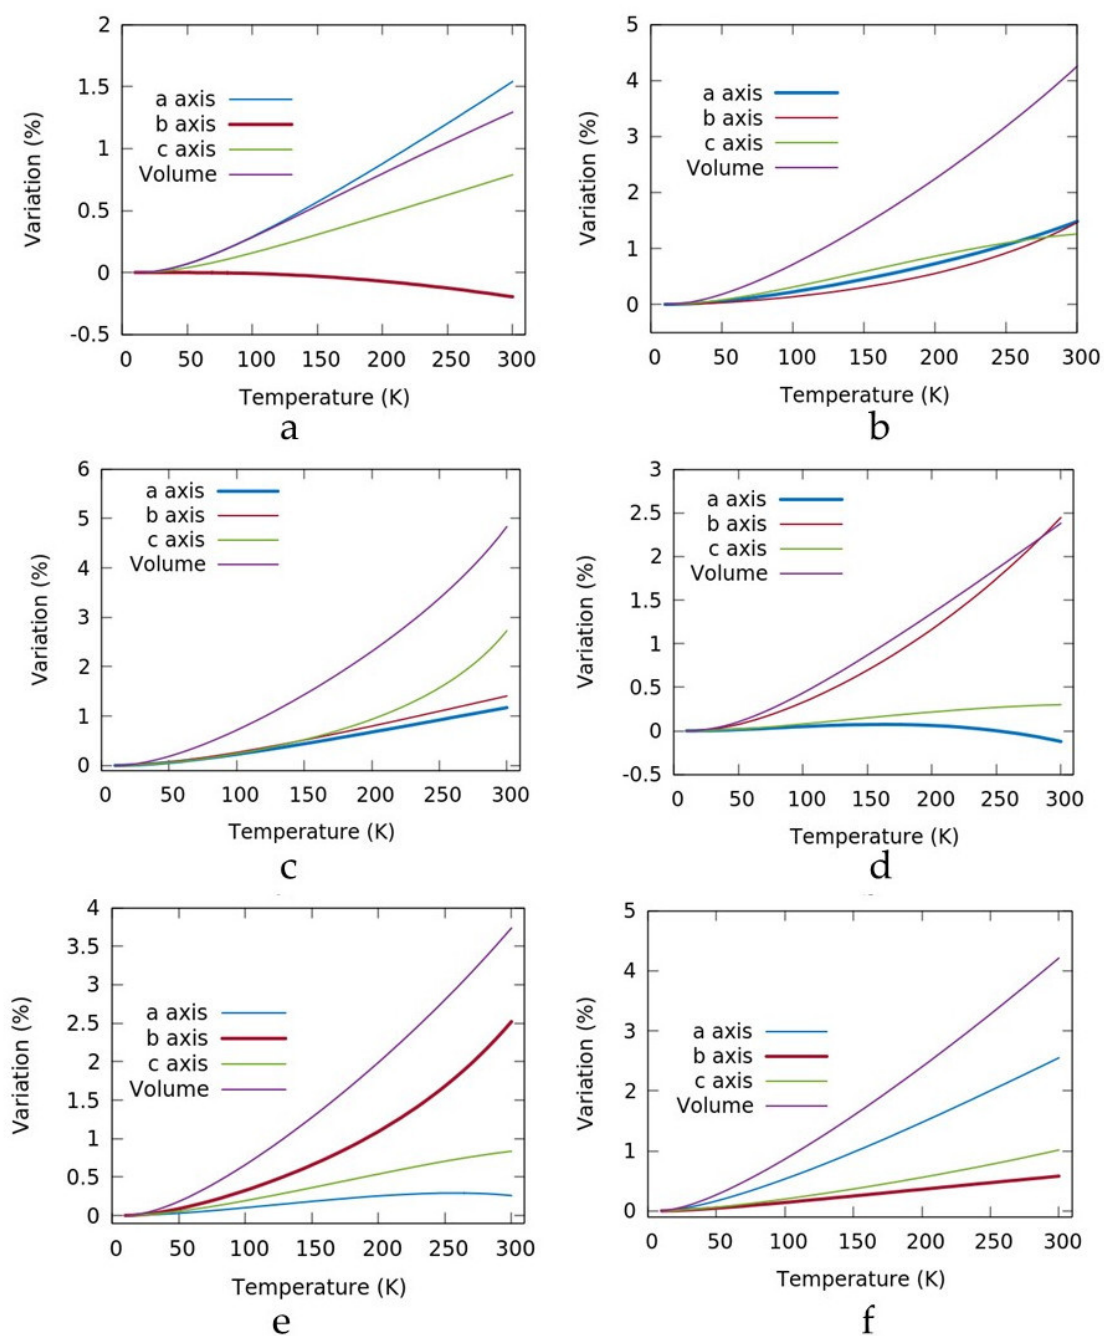 2
1.5
1
0.5
0
-0.5
Variation (%)
a axis
b axis
c axis
Volume
0 50 100 150 200 250 300
Temperature (K)
a
5
4
3
2
1
0
Variation (%)
a axis
b axis
c axis
Volume
0 50 100 150 200 250 300
Temperature (K)
b
6
5
4
3
2
1
0
Variation (%)
a axis
b axis
c axis
Volume
0 50 100 150 200 250 300
Temperature (K)
c
3
2.5
2
1.5
1
0.5
0
-0.5
Variation (%)
a axis
b axis
c axis
Volume
0 50 100 150 200 250 300
Temperature (K)
d
4
3.5
3
2.5
2
1.5
1
0.5
0
Variation (%)
a axis
b axis
c axis
Volume
0 50 100 150 200 250 300
Temperature (K)
e
5
4
3
2
1
0
Variation (%)
a axis
b axis
c axis
Volume
0 50 100 150 200 250 300
Temperature (K)
f